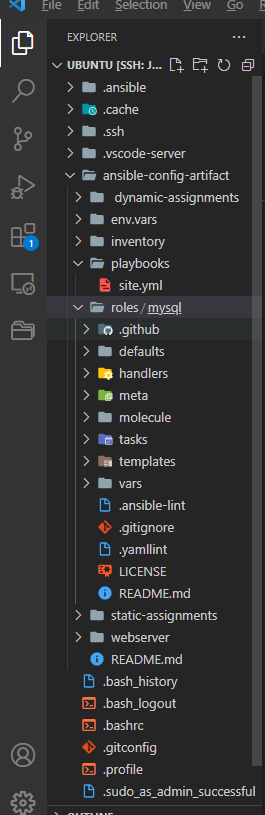 File Edit View Go R
EXPLORER ...
UBUNTU [SSH: J...
.ansible
.cache
.ssh
.vscode-server
ansible-config-artifact
dynamic-assignments
env.vars
inventory
playbooks
site.yml
roles / mysql
.github
defaults
handlers
meta
molecule
tasks
templates
vars
.ansible-lint
.gitignore
.yamllint
LICENSE
README.md
static-assignments
webserver
README.md
.bash_history
.bash_logout
.bashrc
.gitconfig
.profile
.sudo_as_admin_successful
1